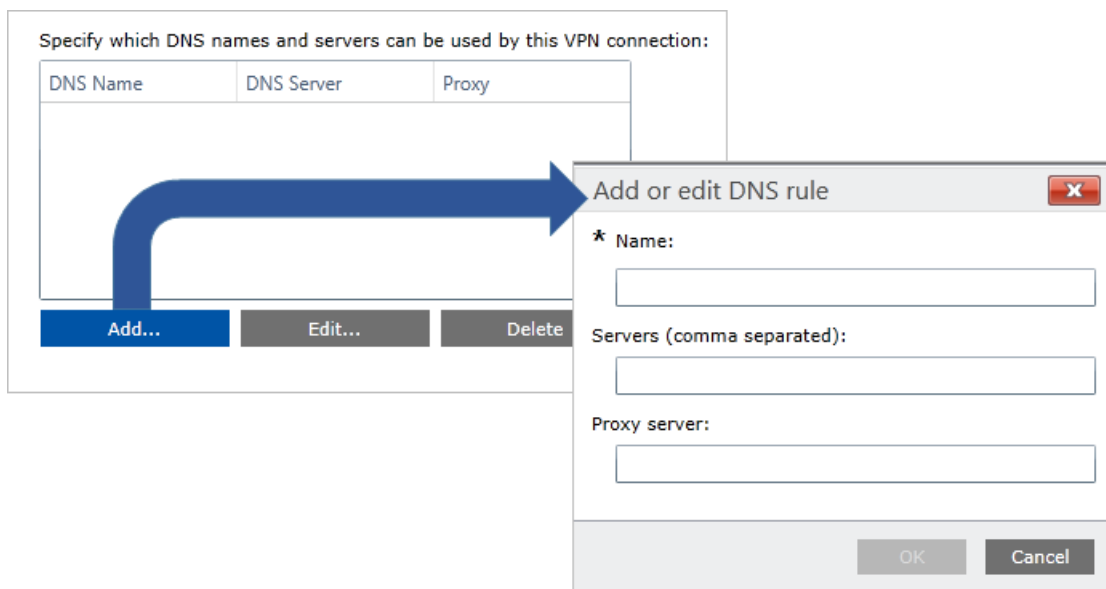 Specify which DNS names and servers can be used by this VPN connection:
DNS Name DNS Server Proxy
Add... Edit... Delete
Add or edit DNS rule
* Name:
Servers (comma separated):
Proxy server:
OK Cancel